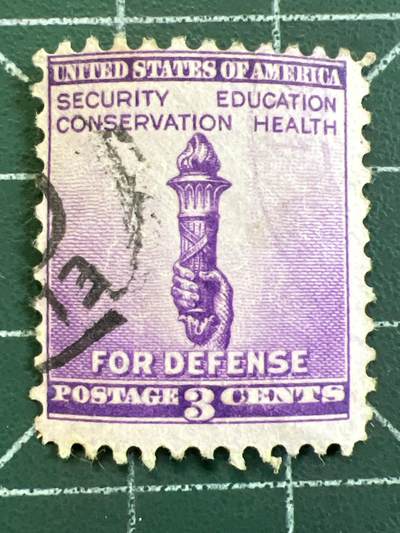 UNITED STATES OF AMERICA
SECURITY EDUCATION
CONSERVATION HEALTH
FOR DEFENSE
POSTAGE 3 CENTS